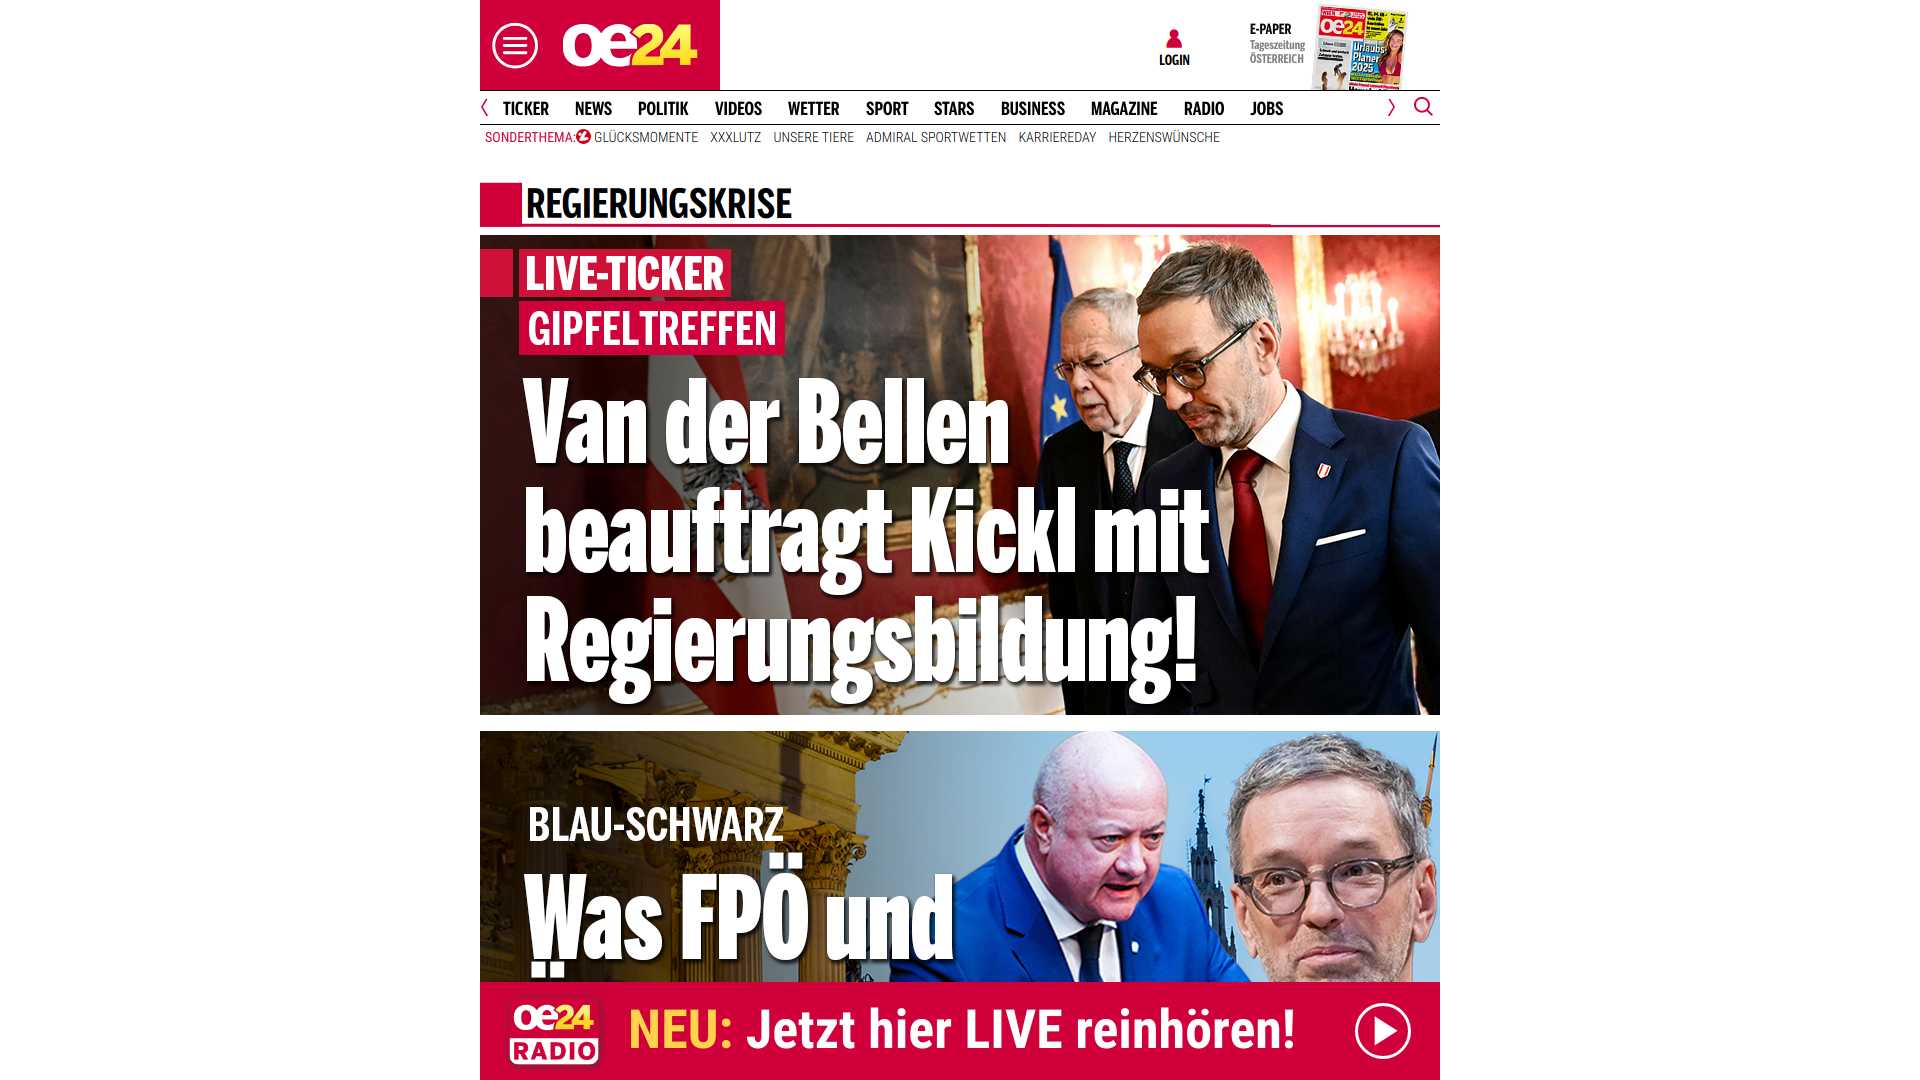 oe24
LOGIN
E-PAPER
Tageszeitung
ÖSTERREICH
oe24
Urlaubs-
Planer
2025
TICKER NEWS POLITIK VIDEOS WETTER SPORT STARS BUSINESS MAGAZINE RADIO JOBS
SONDERTHEMA: GLÜCKSMOMENTE XXXLUTZ UNSERE TIERE ADMIRAL SPORTWETTEN KARRIEREDAY HERZENSWÜNSCHE
REGIERUNGSKRISE
LIVE-TICKER
GIPFELTREFFEN
Van der Bellen
beauftragt Kickl mit
Regierungsbildung!
BLAU-SCHWARZ
Was FPÖ und
oe24
RADIO
NEU: Jetzt hier LIVE reinhören!